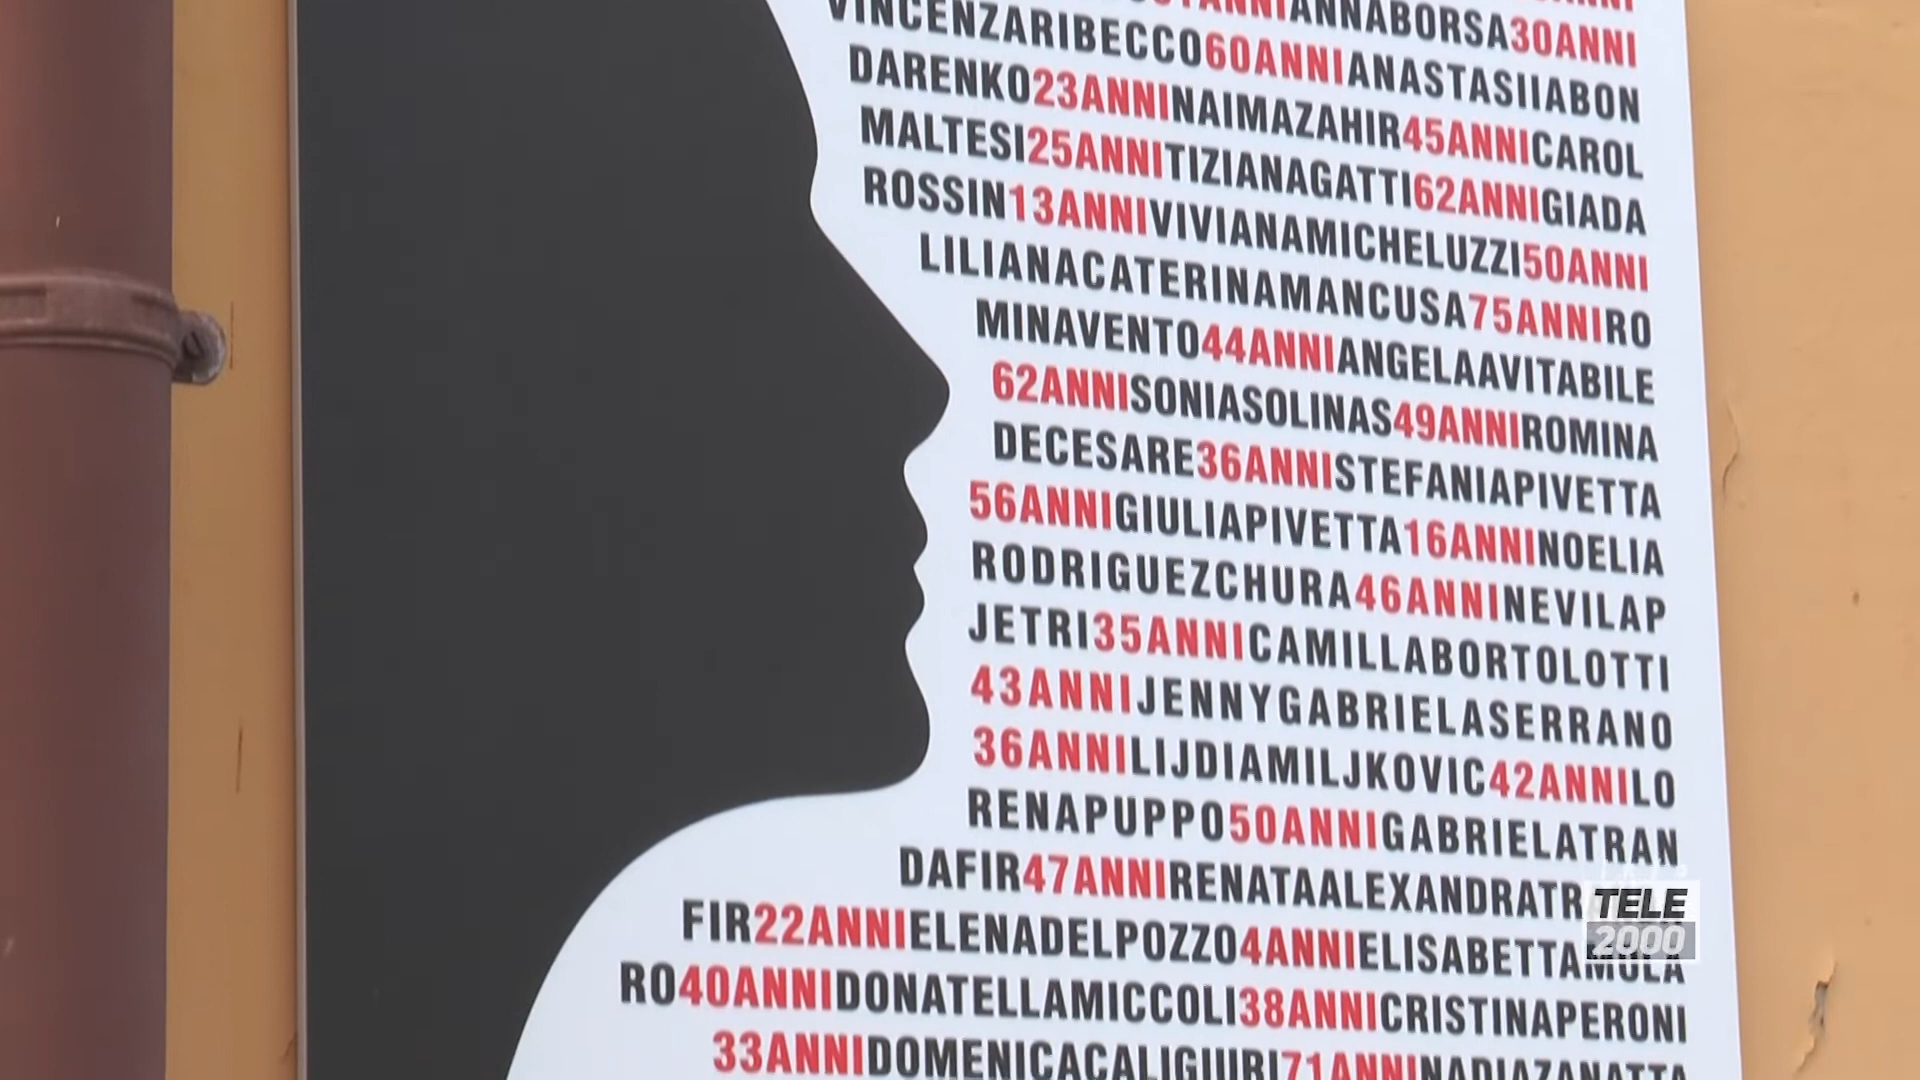 ANNIANNABORSA30ANNI
VINCENZARIBECCO60ANNIANASTASIIABON
DARENKO23ANNINAIMAZAHIR45ANNICAROL
MALTESI25ANNITIZIANAGATTI62ANNIGIADA
ROSSIN13ANNIVIVIANAMICHELUZZI50ANNI
LILIANACATERINAMANCUSA75ANNIRO
MINAVENTO44ANNIANGELAAVITABILE
62ANNISONIASOLINAS49ANNIROMINA
DECESARE36ANNISTEFANIAPIVETTA
56ANNIGIULIAPIVETTA16ANNINOELIA
RODRIGUEZCHURA46ANNINEVILAP
JETRI35ANNICAMILLABORTOLOTTI
43ANNIJENNYGABRIELASERRANO
36ANNILIJDIAMILJKOVIC42ANNILO
RENAPUPPO50ANNIGABRIELATRAN
DAFIR47ANNIRENATAALEXANDRATR
FIR22ANNIELENADELPOZZO4ANNIELISABETTAMULA
RO40ANNIDONATELLAMICCOLI38ANNICRISTINAPERONI
33ANNIDOMENICACALIGIURI71ANNINADIAZANATTA
TELE
2000